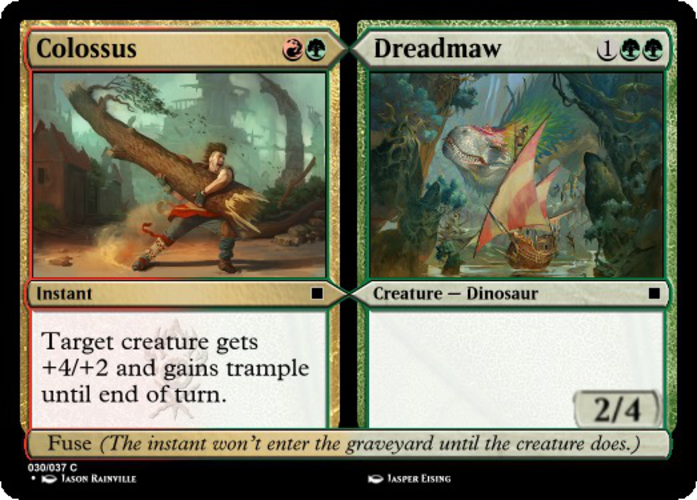 Colossus
Dreadmaw 1
Instant
Creature — Dinosaur
Target creature gets
+4/+2 and gains trample
until end of turn.
2/4
Fuse (The instant won't enter the graveyard until the creature does.)
030/037 C
• Jason Rainville
Jasper Eising